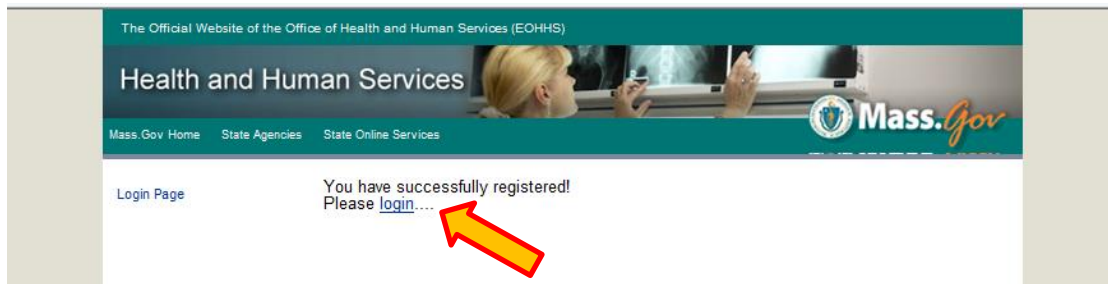 The Official Website of the Office of Health and Human Services (EOHHS)
Health and Human Services
Mass.Gov
Mass.Gov Home State Agencies State Online Services
Login Page
You have successfully registered!
Please login....